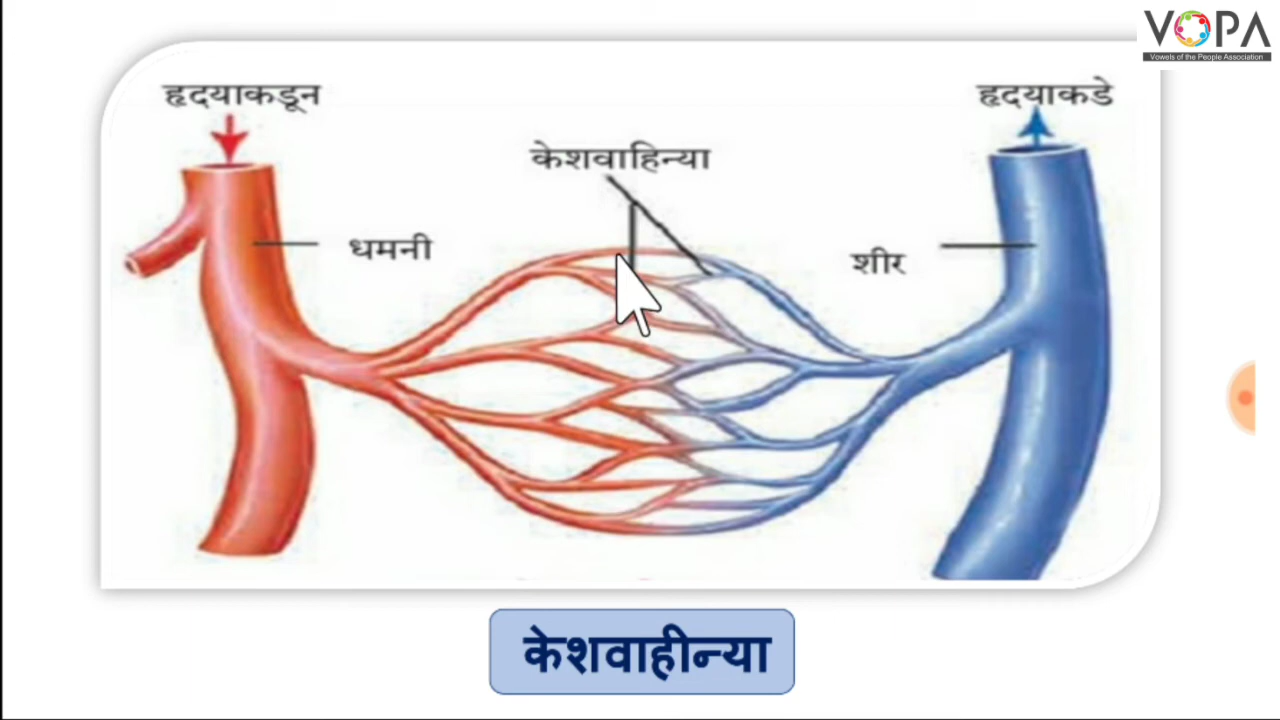 VOPA
Vowels of the People Association
हृदयाकडून
हृदयाकडे
केशवाहिन्या
धमनी
शीर
केशवाहीन्या